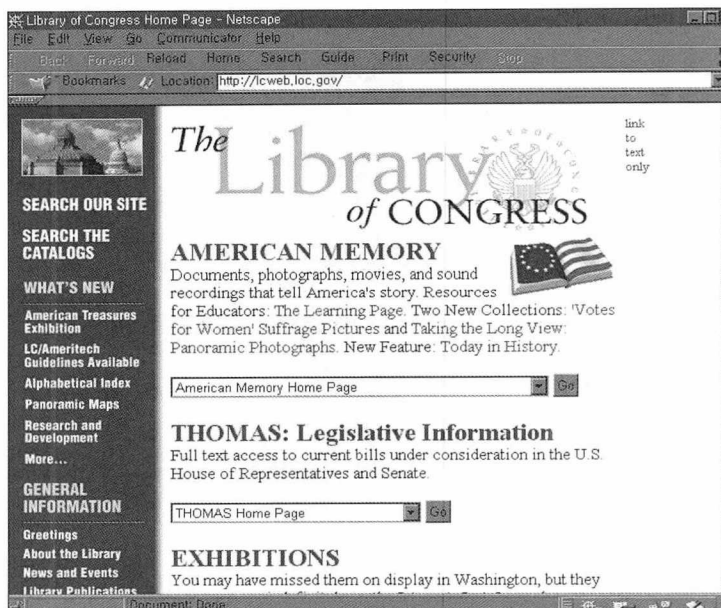 Library of Congress Home Page - Netscape
File Edit View Go Communicator Help
Back Forward Reload Home Search Guide Print Security Stop
Bookmarks Location: http://lcweb.loc.gov/
SEARCH OUR SITE
SEARCH THE
CATALOGS
WHAT'S NEW
American Treasures
Exhibition
LC/Ameritech
Guidelines Available
Alphabetical Index
Panoramic Maps
Research and
Development
More...
GENERAL
INFORMATION
Greetings
About the Library
News and Events
Library Publications
The Library
of CONGRESS
link
to
text
only
AMERICAN MEMORY
Documents, photographs, movies, and sound
recordings that tell America's story. Resources
for Educators: The Learning Page. Two New Collections: 'Votes
for Women' Suffrage Pictures and Taking the Long View:
Panoramic Photographs. New Feature: Today in History.
American Memory Home Page Go
THOMAS: Legislative Information
Full text access to current bills under consideration in the U.S.
House of Representatives and Senate.
THOMAS Home Page Go
EXHIBITIONS
You may have missed them on display in Washington, but they
Document: Done